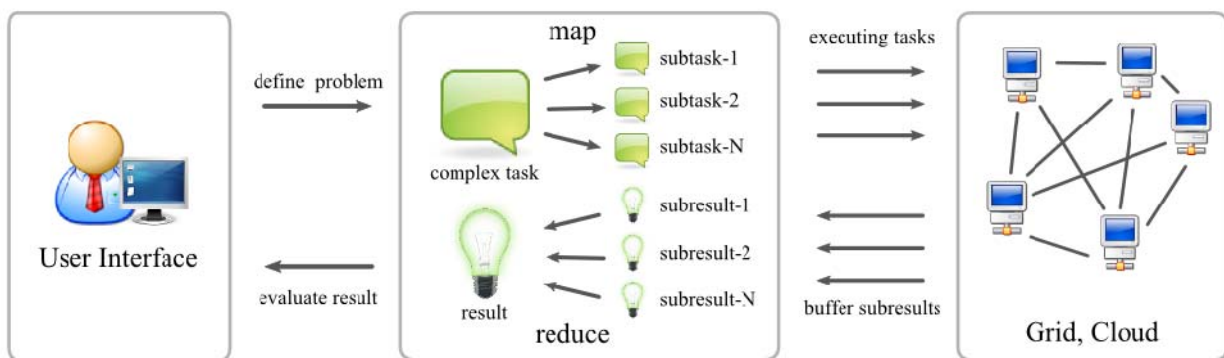 User Interface
define problem
evaluate result
map
complex task
subtask-1
subtask-2
subtask-N
subresult-1
subresult-2
subresult-N
result
reduce
executing tasks
buffer subresults
Grid, Cloud